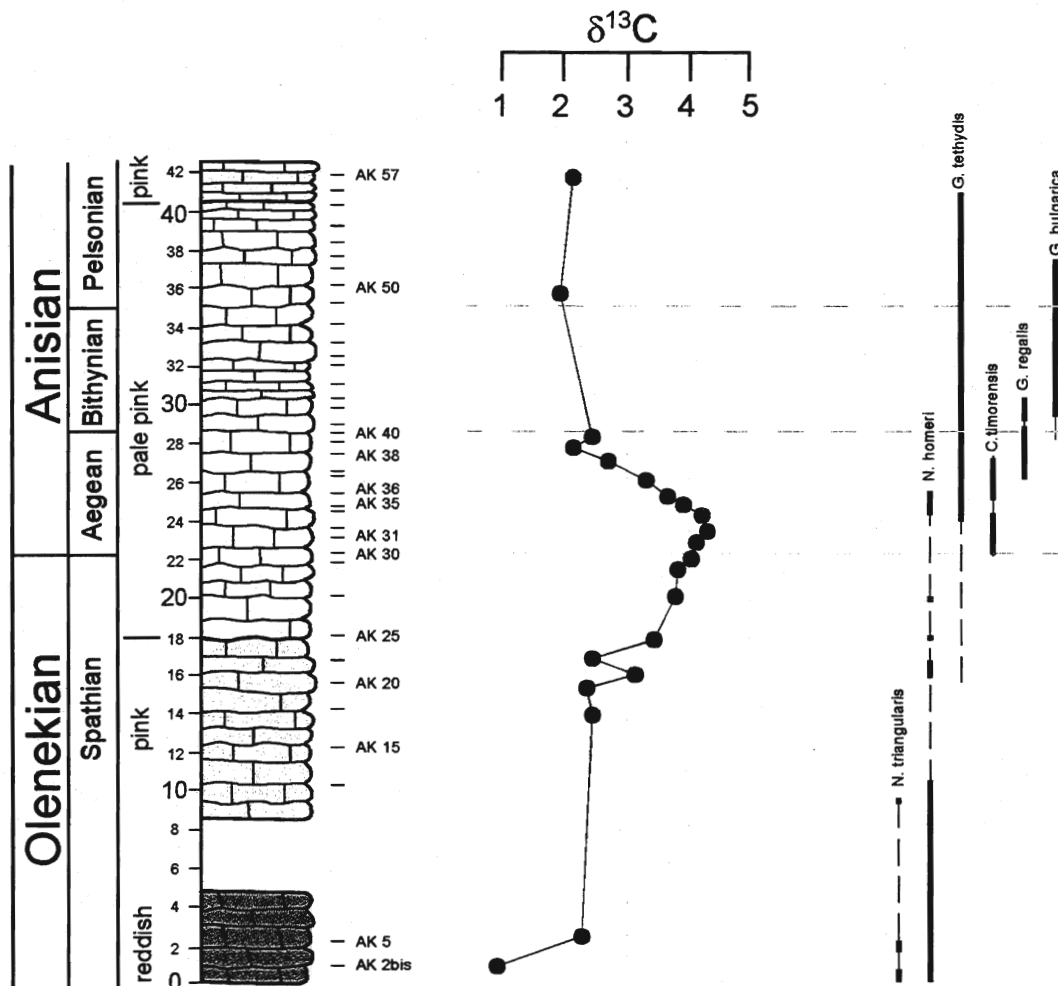 δ13C
1 2 3 4 5
Anisian
Olenekian
Pelsonian
Bithynian
Aegean
Spathian
pink
pale pink
pink
reddish
42
40
38
36
34
32
30
28
26
24
22
20
18
16
14
12
10
8
6
4
2
0
AK 57
AK 50
AK 40
AK 38
AK 36
AK 35
AK 31
AK 30
AK 25
AK 20
AK 15
AK 5
AK 2bis
N. triangularis
N. homeri
G. tethydis
C.timorensis
G. regalis
G. bulgarica